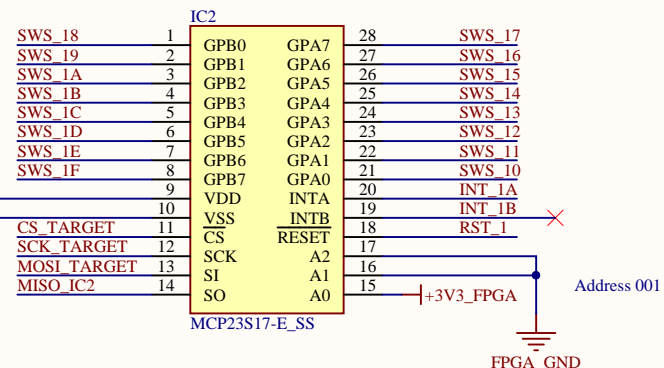 IC2
SWS_18 1 GPB0 GPA7 28 SWS_17
SWS_19 2 GPB1 GPA6 27 SWS_16
SWS_1A 3 GPB2 GPA5 26 SWS_15
SWS_1B 4 GPB3 GPA4 25 SWS_14
SWS_1C 5 GPB4 GPA3 24 SWS_13
SWS_1D 6 GPB5 GPA2 23 SWS_12
SWS_1E 7 GPB6 GPA1 22 SWS_11
SWS_1F 8 GPB7 GPA0 21 SWS_10
9 VDD INTA 20 INT_1A
10 VSS INTB 19 INT_1B
CS_TARGET 11 CS RESET 18 RST_1
SCK_TARGET 12 SCK A2 17
MOSI_TARGET 13 SI A1 16
MISO_IC2 14 SO A0 15 +3V3_FPGA
Address 001
MCP23S17-E_SS
FPGA_GND